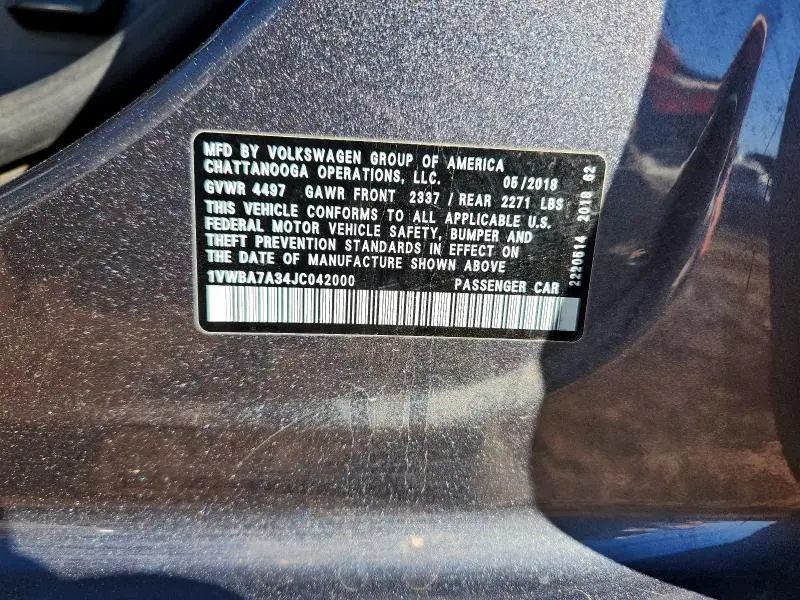 MFD BY VOLKSWAGEN GROUP OF AMERICA
CHATTANOOGA OPERATIONS, LLC. 05/2018
GVWR 4497 GAWR FRONT 2337 / REAR 2271 LBS
THIS VEHICLE CONFORMS TO ALL APPLICABLE U.S.
FEDERAL MOTOR VEHICLE SAFETY, BUMPER AND
THEFT PREVENTION STANDARDS IN EFFECT ON
THE DATE OF MANUFACTURE SHOWN ABOVE
1VWBA7A34JC042000 PASSENGER CAR
2220514 2018 62